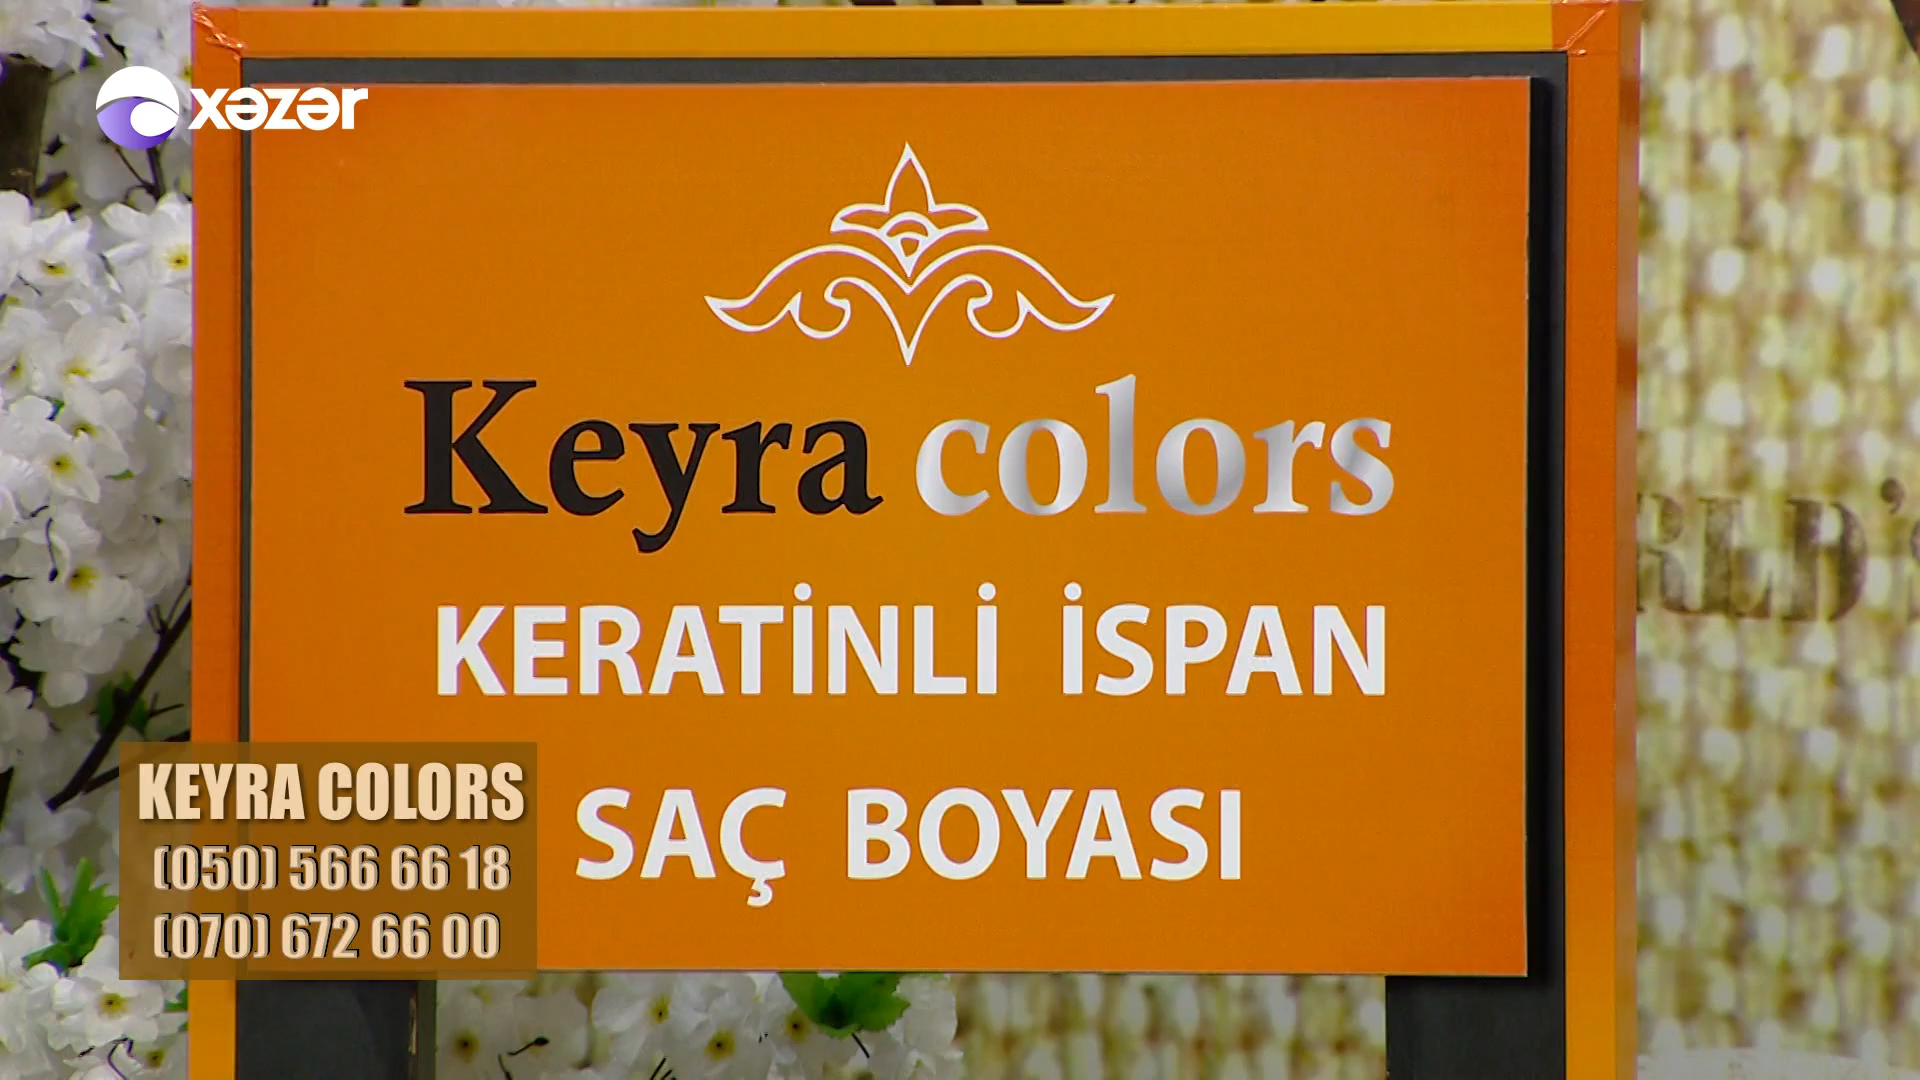 xəzər
Keyra colors
KERATİNLİ İSPAN
SAÇ BOYASI
KEYRA COLORS
(050) 566 66 18
(070) 672 66 00